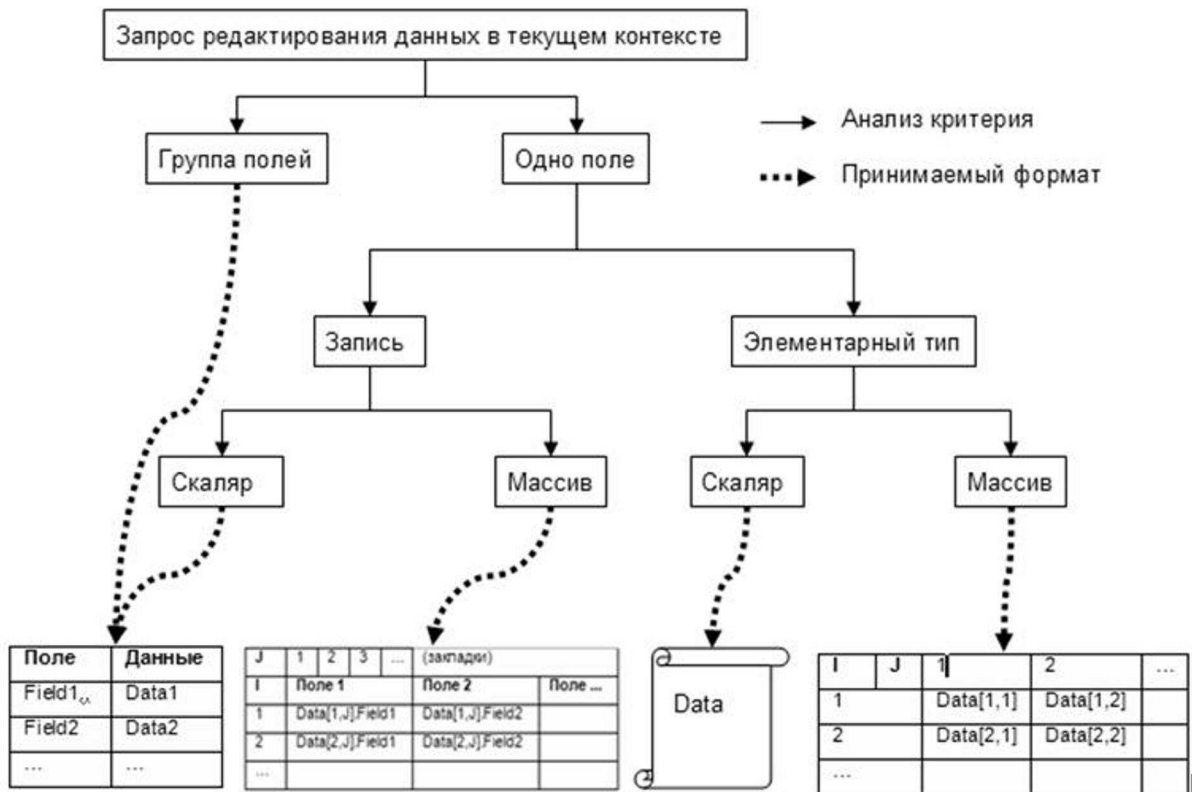 Запрос редактирования данных в текущем контексте
Анализ критерия
Принимаемый формат
Группа полей
Одно поле
Запись
Элементарный тип
Скаляр
Массив
Скаляр
Массив
Поле Данные
Field1 Data1
Field2 Data2
... ...
J 1 2 3 ... (закладки)
I Поле 1 Поле 2 Поле ...
1 Data[1,J].Field1 Data[1,J].Field2
2 Data[2,J].Field1 Data[2,J].Field2
...
Data
I J 1 2 ...
1 Data[1,1] Data[1,2]
2 Data[2,1] Data[2,2]
...